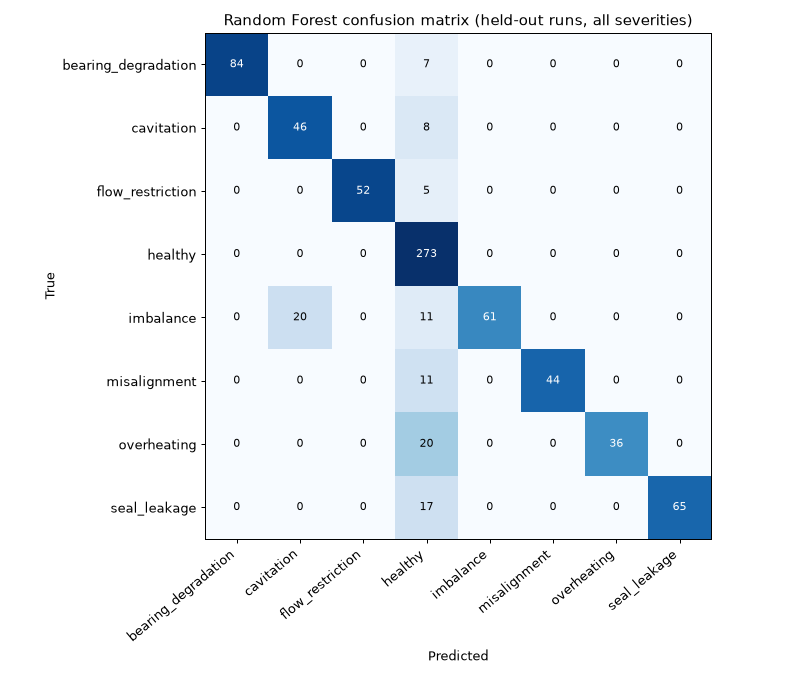 Random Forest confusion matrix (held-out runs, all severities)
bearing_degradation 84 0 0 7 0 0 0 0
cavitation 0 46 0 8 0 0 0 0
flow_restriction 0 0 52 5 0 0 0 0
healthy 0 0 0 273 0 0 0 0
True
imbalance 0 20 0 11 61 0 0 0
misalignment 0 0 0 11 0 44 0 0
overheating 0 0 0 20 0 0 36 0
seal_leakage 0 0 0 17 0 0 0 65
bearing_degradation
cavitation
flow_restriction
healthy
imbalance
misalignment
overheating
seal_leakage
Predicted